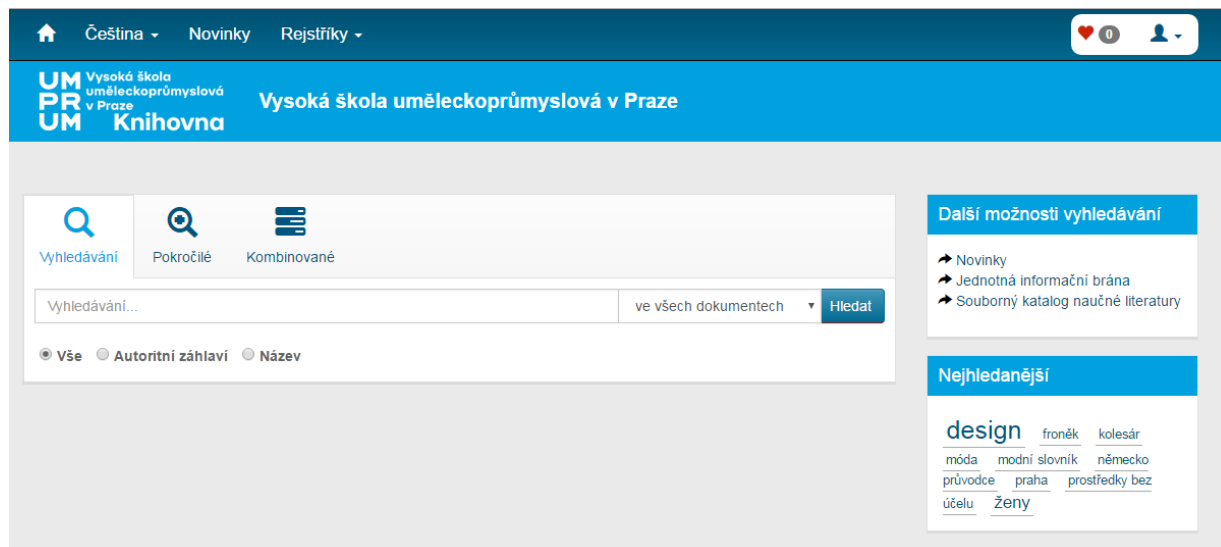 Čeština
Novinky
Rejstříky
0
UM
PR
UM
Vysoká škola
uměleckoprůmyslová
v Praze
Knihovna
Vysoká škola uměleckoprůmyslová v Praze
Vyhledávání
Pokročilé
Kombinované
Vyhledávání...
ve všech dokumentech
Hledat
Vše
Autoritní záhlaví
Název
Další možnosti vyhledávání
Novinky
Jednotná informační brána
Souborný katalog naučné literatury
Nejhledanější
design froněk kolesár
móda modní slovník německo
průvodce praha prostředky bez
účelu ženy